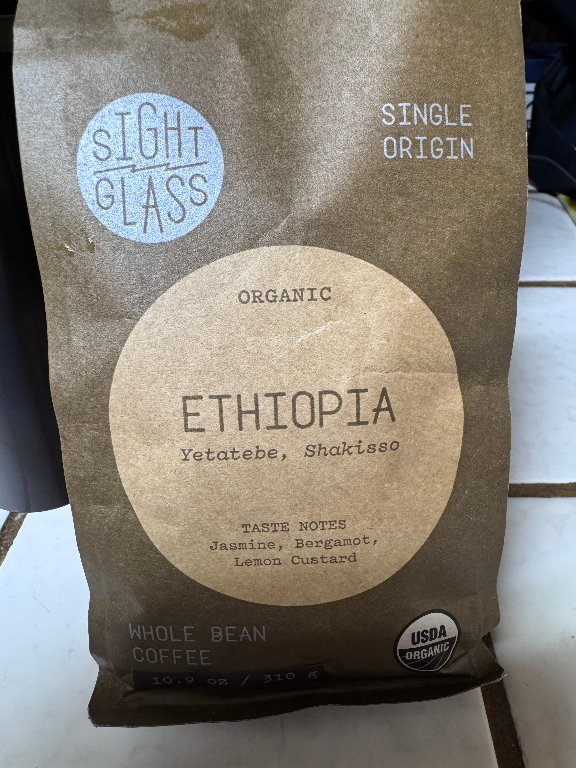 SIGHT
GLASS
SINGLE
ORIGIN
ORGANIC
ETHIOPIA
Yetatebe, Shakisso
TASTE NOTES
Jasmine, Bergamot,
Lemon Custard
WHOLE BEAN
COFFEE
10.9 oz / 310 g
USDA
ORGANIC